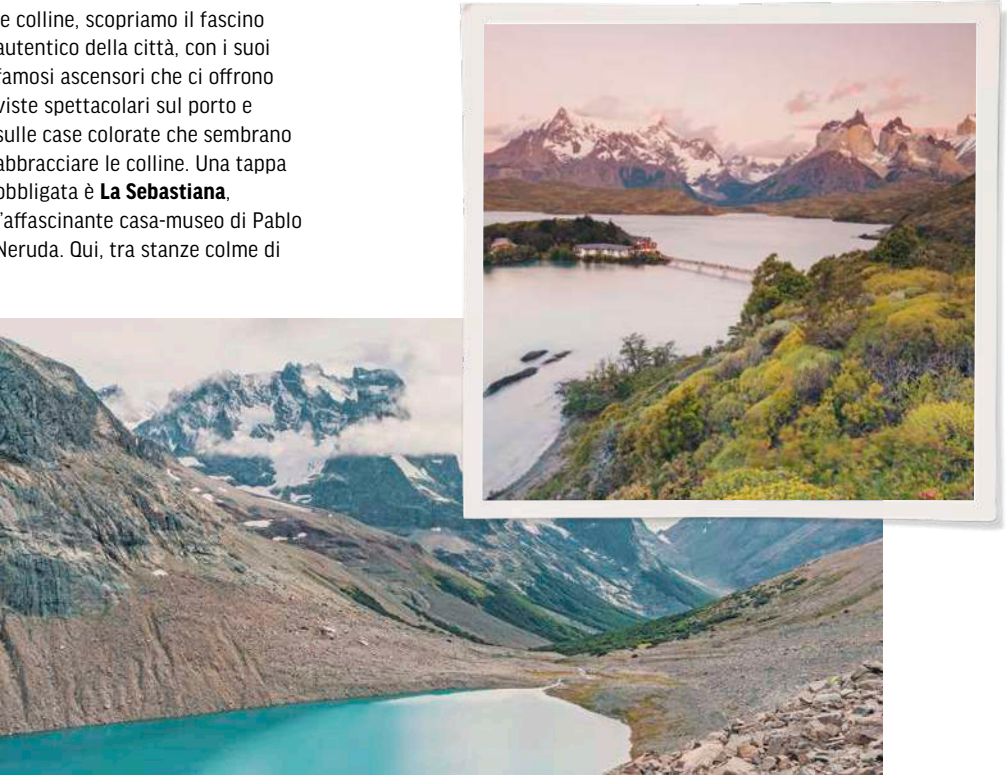 e colline, scopriamo il fascino
autentico della città, con i suoi
famosi ascensori che ci offrono
viste spettacolari sul porto e
sulle case colorate che sembrano
abbracciare le colline. Una tappa
obbligata è La Sebastiana,
l'affascinante casa-museo di Pablo
Neruda. Qui, tra stanze colme di